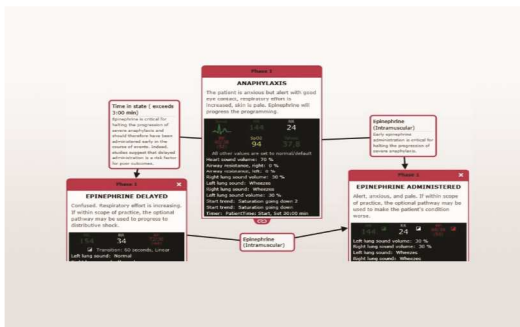 Phase 1
ANAPHYLAXIS
The patient is anxious but alert with good
eye contact, respiratory effort is
increased, skin is pale. Epinephrine will
progress the programming.
144
RR
24
SpO2
94
37.8
All other values are set to normal/default
Heart sound volume: 70 %
Airway resistance, right: 0 %
Airway resistance, left: 0 %
Right lung sound volume: 30 %
Left lung sound: Wheezes
Right lung sound: Wheezes
Left lung sound volume: 30 %
Start trend: Saturation going down 2
Start trend: Saturation going down
Timer: PatientTime: Start, Set 20:00 min
Time in state ( exceeds
3:00 min)
Epinephrine is critical for
halting the progression of
severe anaphylaxis and
should therefore have been
administered early in the
course of events. Indeed,
studies suggest that delayed
administration is a risk factor
for poor outcomes.
Epinephrine
(Intramuscular)
Early epinephrine
administration is critical for
halting the progression of
severe anaphylaxis.
Phase 3
EPINEPHRINE DELAYED
Confused. Respiratory effort is increasing.
If within scope of practice, the optional
pathway may be used to progress to
distributive shock.
154
RR
34
Transition: 50 seconds, Linear
Left lung sound: Normal
Epinephrine
(Intramuscular)
Phase 2
EPINEPHRINE ADMINISTERED
Alert, anxious, and pale. If within scope
of practice, the optional pathway may be
used to make the patient's condition
worse.
144
RR
24
Left lung sound volume: 30 %
Right lung sound volume: 30 %
Left lung sound: Wheezes